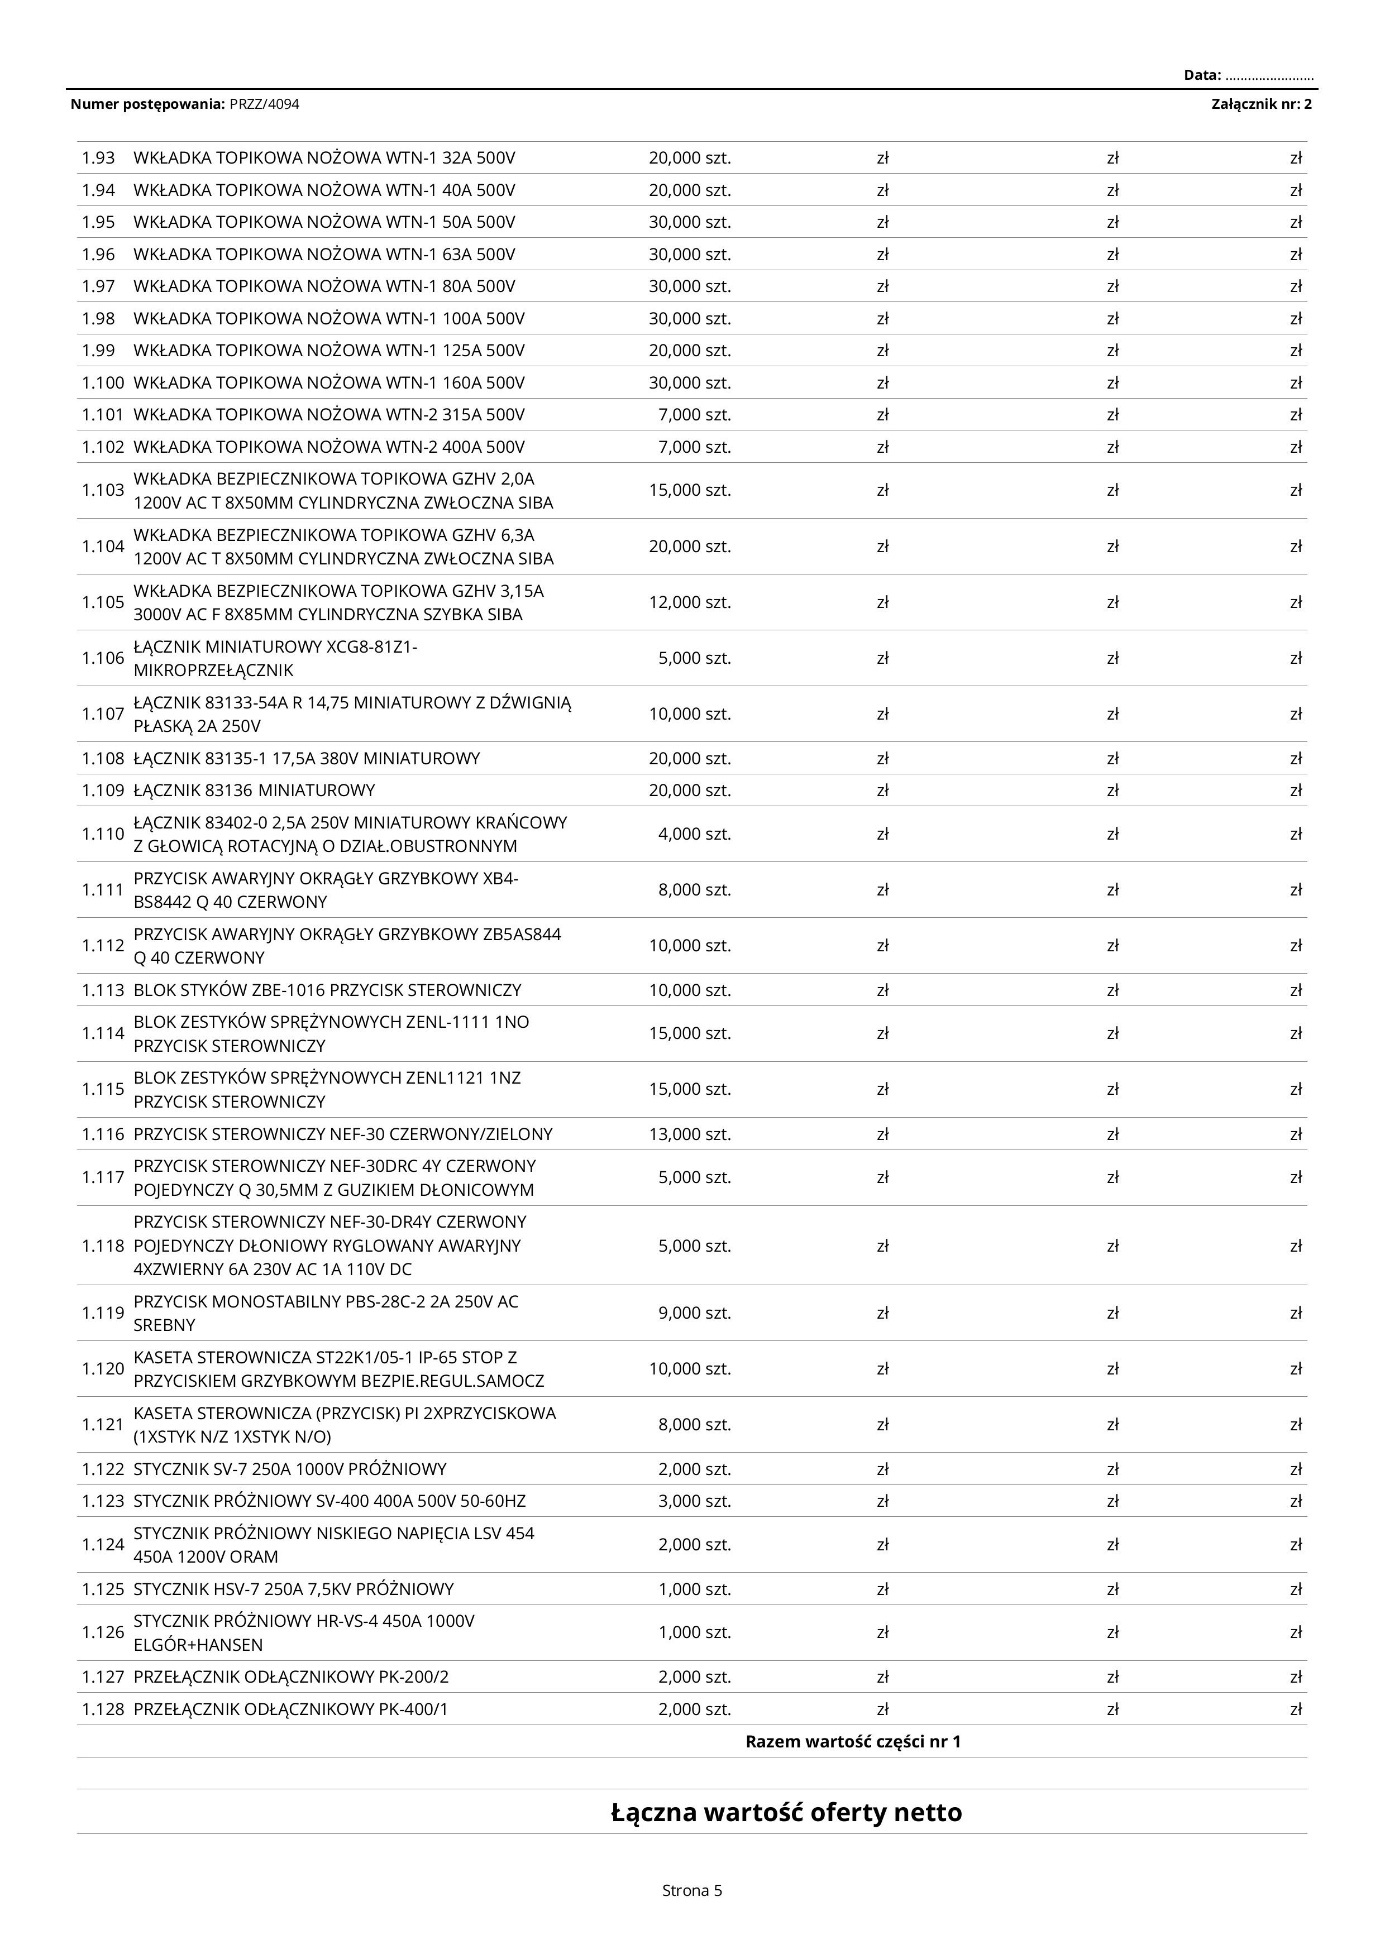 Data: ........................
Numer postępowania: PRZZ/4094 Załącznik nr: 2
1.93 WKŁADKA TOPIKOWA NOŻOWA WTN-1 32A 500V 20,000 szt. zł zł zł
1.94 WKŁADKA TOPIKOWA NOŻOWA WTN-1 40A 500V 20,000 szt. zł zł zł
1.95 WKŁADKA TOPIKOWA NOŻOWA WTN-1 50A 500V 30,000 szt. zł zł zł
1.96 WKŁADKA TOPIKOWA NOŻOWA WTN-1 63A 500V 30,000 szt. zł zł zł
1.97 WKŁADKA TOPIKOWA NOŻOWA WTN-1 80A 500V 30,000 szt. zł zł zł
1.98 WKŁADKA TOPIKOWA NOŻOWA WTN-1 100A 500V 30,000 szt. zł zł zł
1.99 WKŁADKA TOPIKOWA NOŻOWA WTN-1 125A 500V 20,000 szt. zł zł zł
1.100 WKŁADKA TOPIKOWA NOŻOWA WTN-1 160A 500V 30,000 szt. zł zł zł
1.101 WKŁADKA TOPIKOWA NOŻOWA WTN-2 315A 500V 7,000 szt. zł zł zł
1.102 WKŁADKA TOPIKOWA NOŻOWA WTN-2 400A 500V 7,000 szt. zł zł zł
WKŁADKA BEZPIECZNIKOWA TOPIKOWA GZHV 2,0A
1.103 15,000 szt. zł zł zł
1200V AC T 8X50MM CYLINDRYCZNA ZWŁOCZNA SIBA
WKŁADKA BEZPIECZNIKOWA TOPIKOWA GZHV 6,3A
1.104 20,000 szt. zł zł zł
1200V AC T 8X50MM CYLINDRYCZNA ZWŁOCZNA SIBA
WKŁADKA BEZPIECZNIKOWA TOPIKOWA GZHV 3,15A
1.105 12,000 szt. zł zł zł
3000V AC F 8X85MM CYLINDRYCZNA SZYBKA SIBA
ŁĄCZNIK MINIATUROWY XCG8-81Z1-
1.106 5,000 szt. zł zł zł
MIKROPRZEŁĄCZNIK
ŁĄCZNIK 83133-54A R 14,75 MINIATUROWY Z DŹWIGNIĄ
1.107 10,000 szt. zł zł zł
PŁASKĄ 2A 250V
1.108 ŁĄCZNIK 83135-1 17,5A 380V MINIATUROWY 20,000 szt. zł zł zł
1.109 ŁĄCZNIK 83136 MINIATUROWY 20,000 szt. zł zł zł
ŁĄCZNIK 83402-0 2,5A 250V MINIATUROWY KRAŃCOWY
1.110 4,000 szt. zł zł zł
Z GŁOWICĄ ROTACYJNĄ O DZIAŁ.OBUSTRONNYM
PRZYCISK AWARYJNY OKRĄGŁY GRZYBKOWY XB4-
1.111 8,000 szt. zł zł zł
BS8442 Q 40 CZERWONY
PRZYCISK AWARYJNY OKRĄGŁY GRZYBKOWY ZB5AS844
1.112 10,000 szt. zł zł zł
Q 40 CZERWONY
1.113 BLOK STYKÓW ZBE-1016 PRZYCISK STEROWNICZY 10,000 szt. zł zł zł
BLOK ZESTYKÓW SPRĘŻYNOWYCH ZENL-1111 1NO
1.114 15,000 szt. zł zł zł
PRZYCISK STEROWNICZY
BLOK ZESTYKÓW SPRĘŻYNOWYCH ZENL1121 1NZ
1.115 15,000 szt. zł zł zł
PRZYCISK STEROWNICZY
1.116 PRZYCISK STEROWNICZY NEF-30 CZERWONY/ZIELONY 13,000 szt. zł zł zł
PRZYCISK STEROWNICZY NEF-30DRC 4Y CZERWONY
1.117 5,000 szt. zł zł zł
POJEDYNCZY Q 30,5MM Z GUZIKIEM DŁONICOWYM
PRZYCISK STEROWNICZY NEF-30-DR4Y CZERWONY
1.118 POJEDYNCZY DŁONIOWY RYGLOWANY AWARYJNY 5,000 szt. zł zł zł
4XZWIERNY 6A 230V AC 1A 110V DC
PRZYCISK MONOSTABILNY PBS-28C-2 2A 250V AC
1.119 9,000 szt. zł zł zł
SREBNY
KASETA STEROWNICZA ST22K1/05-1 IP-65 STOP Z
1.120 10,000 szt. zł zł zł
PRZYCISKIEM GRZYBKOWYM BEZPIE.REGUL.SAMOCZ
KASETA STEROWNICZA (PRZYCISK) PI 2XPRZYCISKOWA
1.121 8,000 szt. zł zł zł
(1XSTYK N/Z 1XSTYK N/O)
1.122 STYCZNIK SV-7 250A 1000V PRÓŻNIOWY 2,000 szt. zł zł zł
1.123 STYCZNIK PRÓŻNIOWY SV-400 400A 500V 50-60HZ 3,000 szt. zł zł zł
STYCZNIK PRÓŻNIOWY NISKIEGO NAPIĘCIA LSV 454
1.124 2,000 szt. zł zł zł
450A 1200V ORAM
1.125 STYCZNIK HSV-7 250A 7,5KV PRÓŻNIOWY 1,000 szt. zł zł zł
STYCZNIK PRÓŻNIOWY HR-VS-4 450A 1000V
1.126 1,000 szt. zł zł zł
ELGÓR+HANSEN
1.127 PRZEŁĄCZNIK ODŁĄCZNIKOWY PK-200/2 2,000 szt. zł zł zł
1.128 PRZEŁĄCZNIK ODŁĄCZNIKOWY PK-400/1 2,000 szt. zł zł zł
Razem wartość części nr 1
Łączna wartość oferty netto
Strona 5